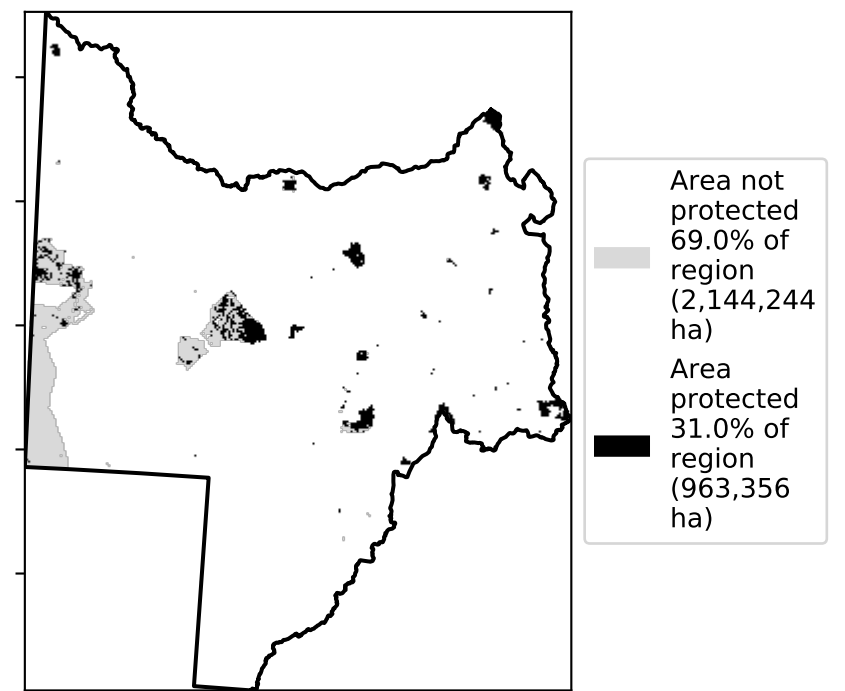 Area not
protected
69.0% of
region
(2,144,244
ha)
Area
protected
31.0% of
region
(963,356
ha)